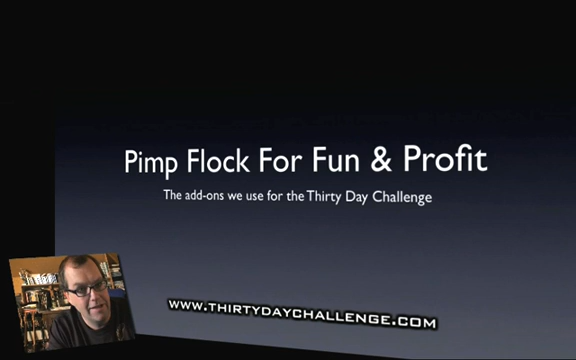 Pimp Flock For Fun & Profit
The add-ons we use for the Thirty Day Challenge
WWW.THIRTYDAYCHALLENGE.COM